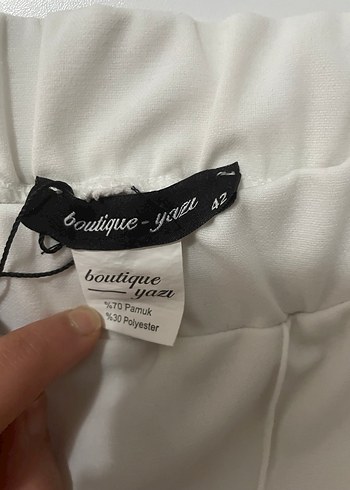 boutique - yazı 42
boutique
yazı
%70 Pamuk
%30 Polyester